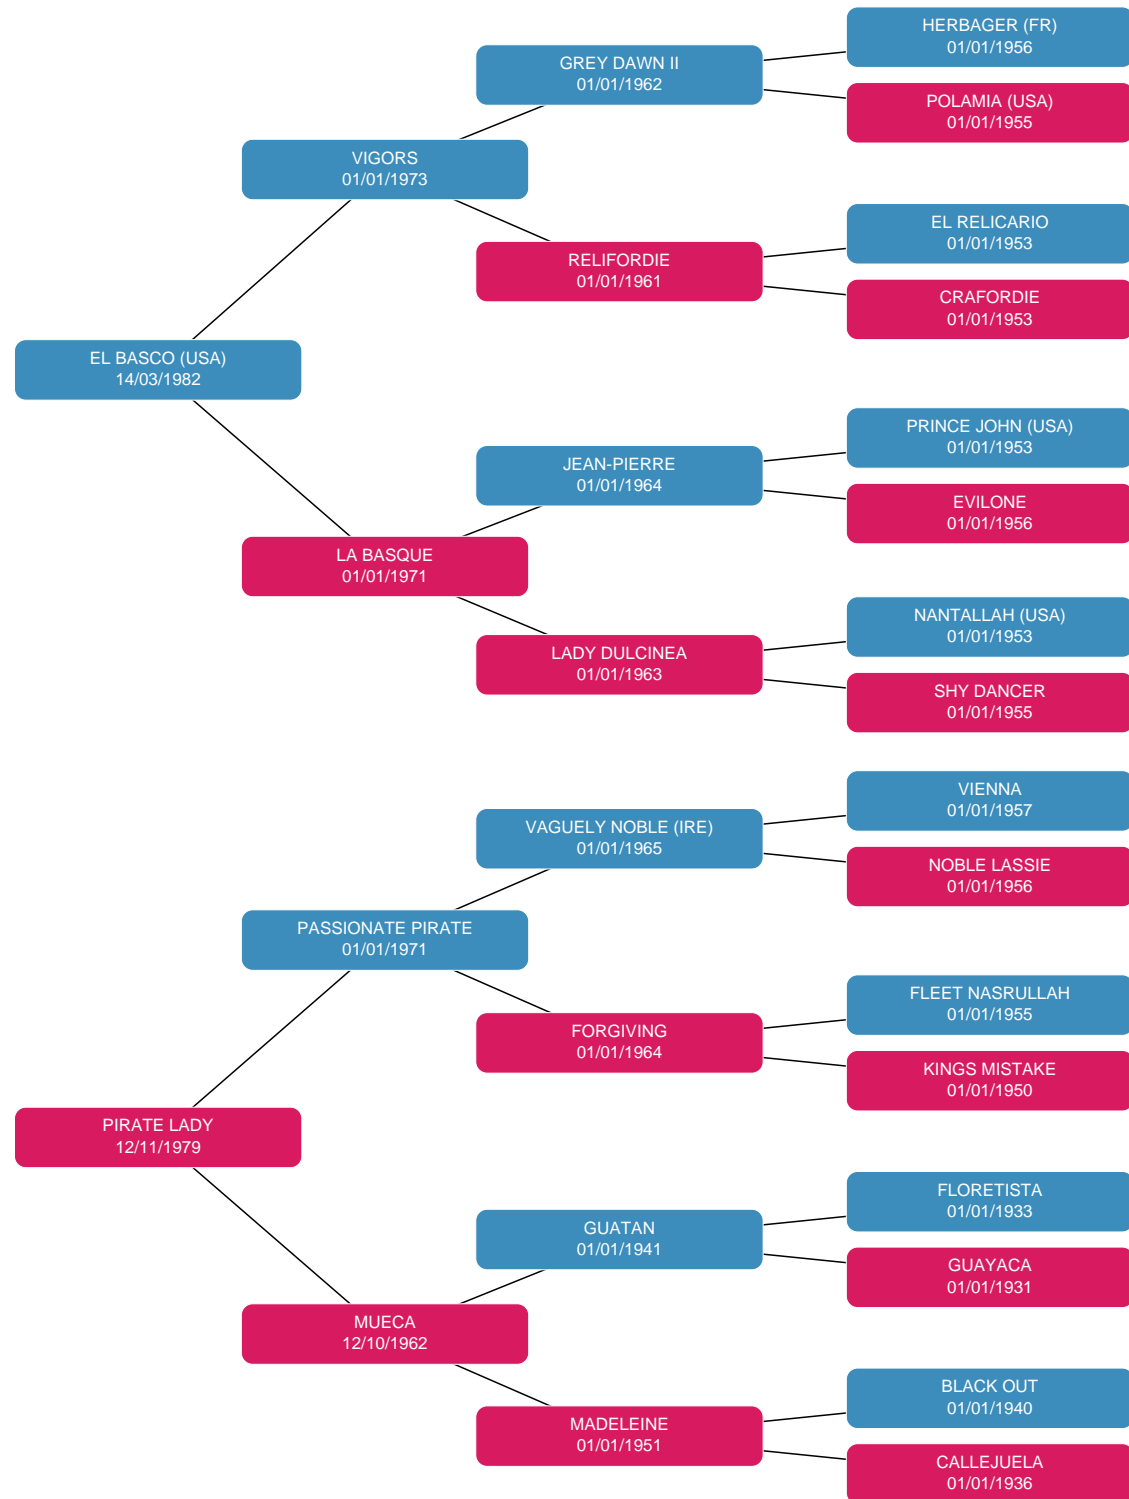 HERBAGER (FR)
01/01/1956
GREY DAWN II
01/01/1962
POLAMIA (USA)
01/01/1955
VIGORS
01/01/1973
EL RELICARIO
01/01/1953
RELIFORDIE
01/01/1961
CRAFORDIE
01/01/1953
EL BASCO (USA)
14/03/1982
PRINCE JOHN (USA)
01/01/1953
JEAN-PIERRE
01/01/1964
EVILONE
01/01/1956
LA BASQUE
01/01/1971
NANTALLAH (USA)
01/01/1953
LADY DULCINEA
01/01/1963
SHY DANCER
01/01/1955
VIENNA
01/01/1957
VAGUELY NOBLE (IRE)
01/01/1965
NOBLE LASSIE
01/01/1956
PASSIONATE PIRATE
01/01/1971
FLEET NASRULLAH
01/01/1955
FORGIVING
01/01/1964
KINGS MISTAKE
01/01/1950
PIRATE LADY
12/11/1979
FLORETISTA
01/01/1933
GUATAN
01/01/1941
GUAYACA
01/01/1931
MUECA
12/10/1962
BLACK OUT
01/01/1940
MADELEINE
01/01/1951
CALLEJUELA
01/01/1936